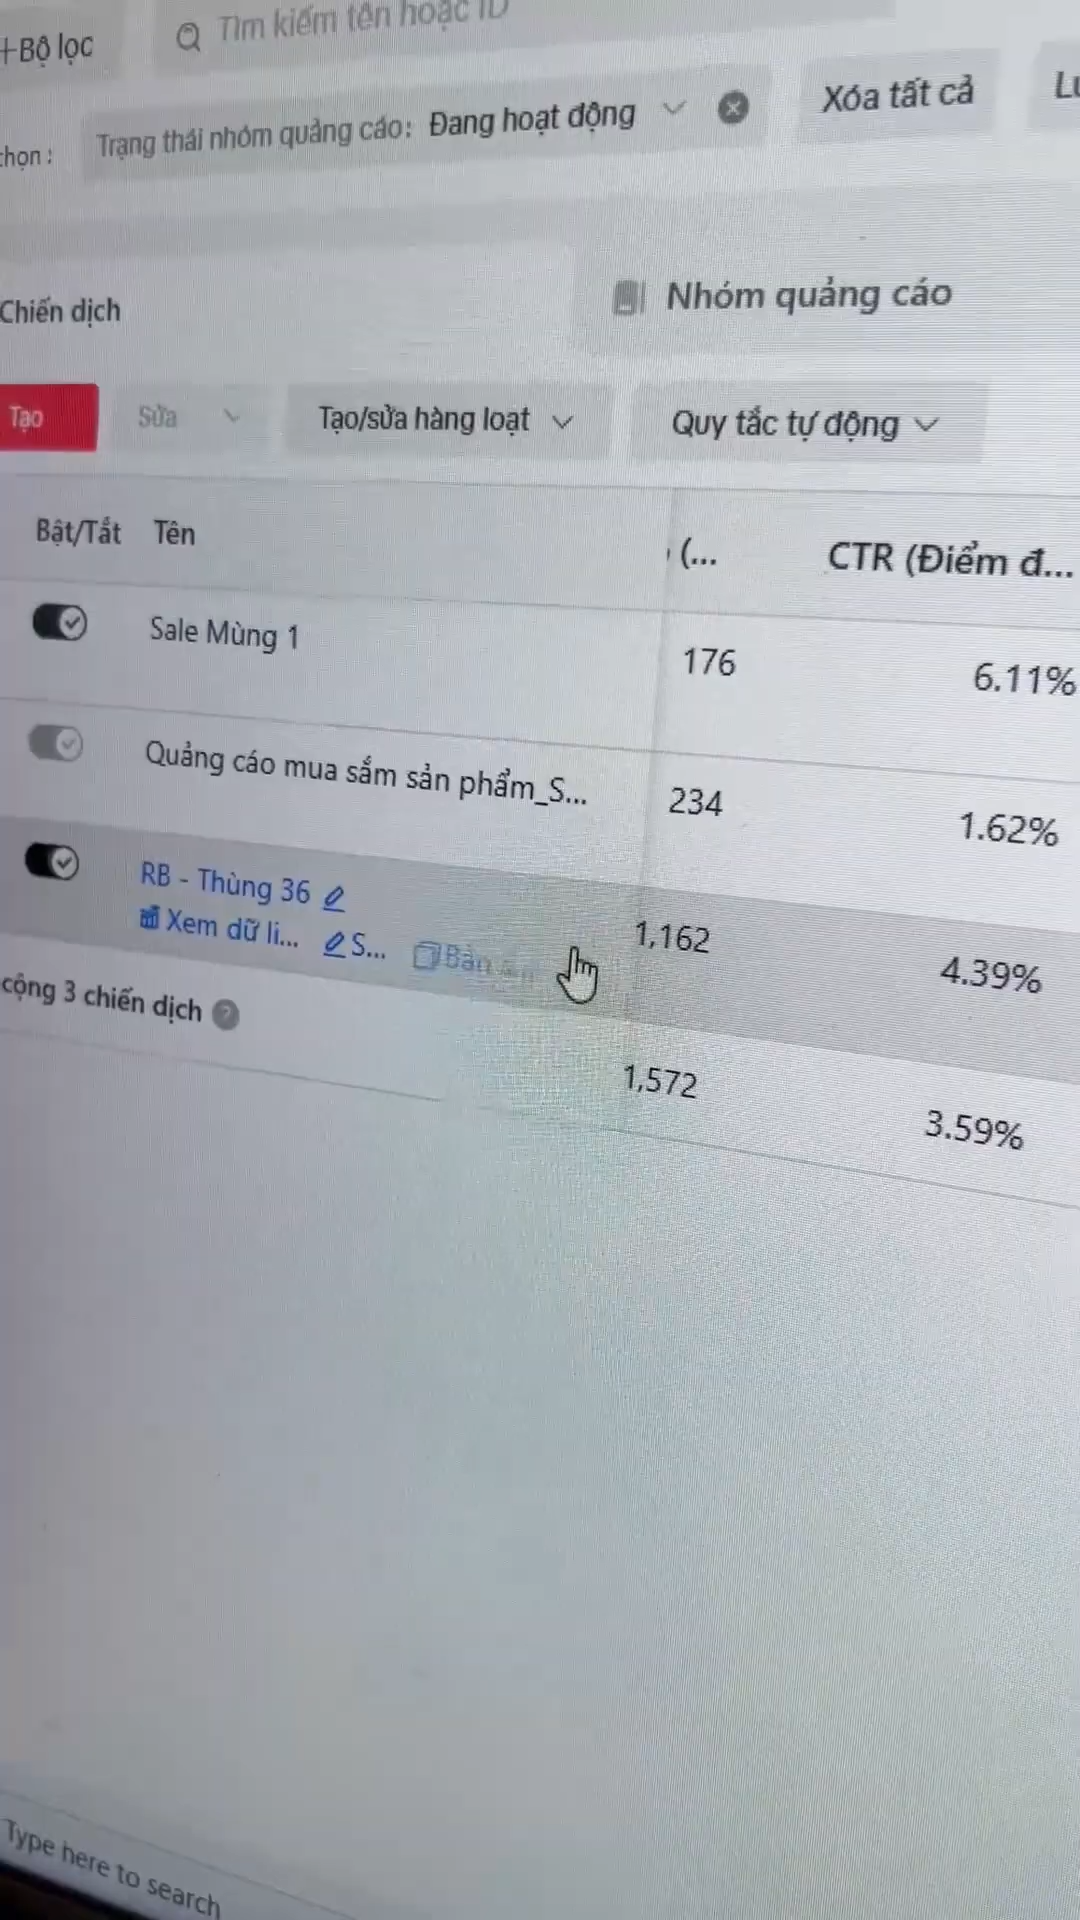 +Bộ lọc
Tìm kiếm tên hoặc ID
chọn :
Trạng thái nhóm quảng cáo: Đang hoạt động
Xóa tất cả
Chiến dịch
Nhóm quảng cáo
Tạo
Sửa
Tạo/sửa hàng loạt
Quy tắc tự động
Bật/Tắt Tên (... CTR (Điểm đ...
Sale Mùng 1 176 6.11%
Quảng cáo mua sắm sản phẩm_S... 234 1.62%
RB - Thùng 36 1,162 4.39%
Xem dữ li... S... Bản
cộng 3 chiến dịch 1,572 3.59%
Type here to search